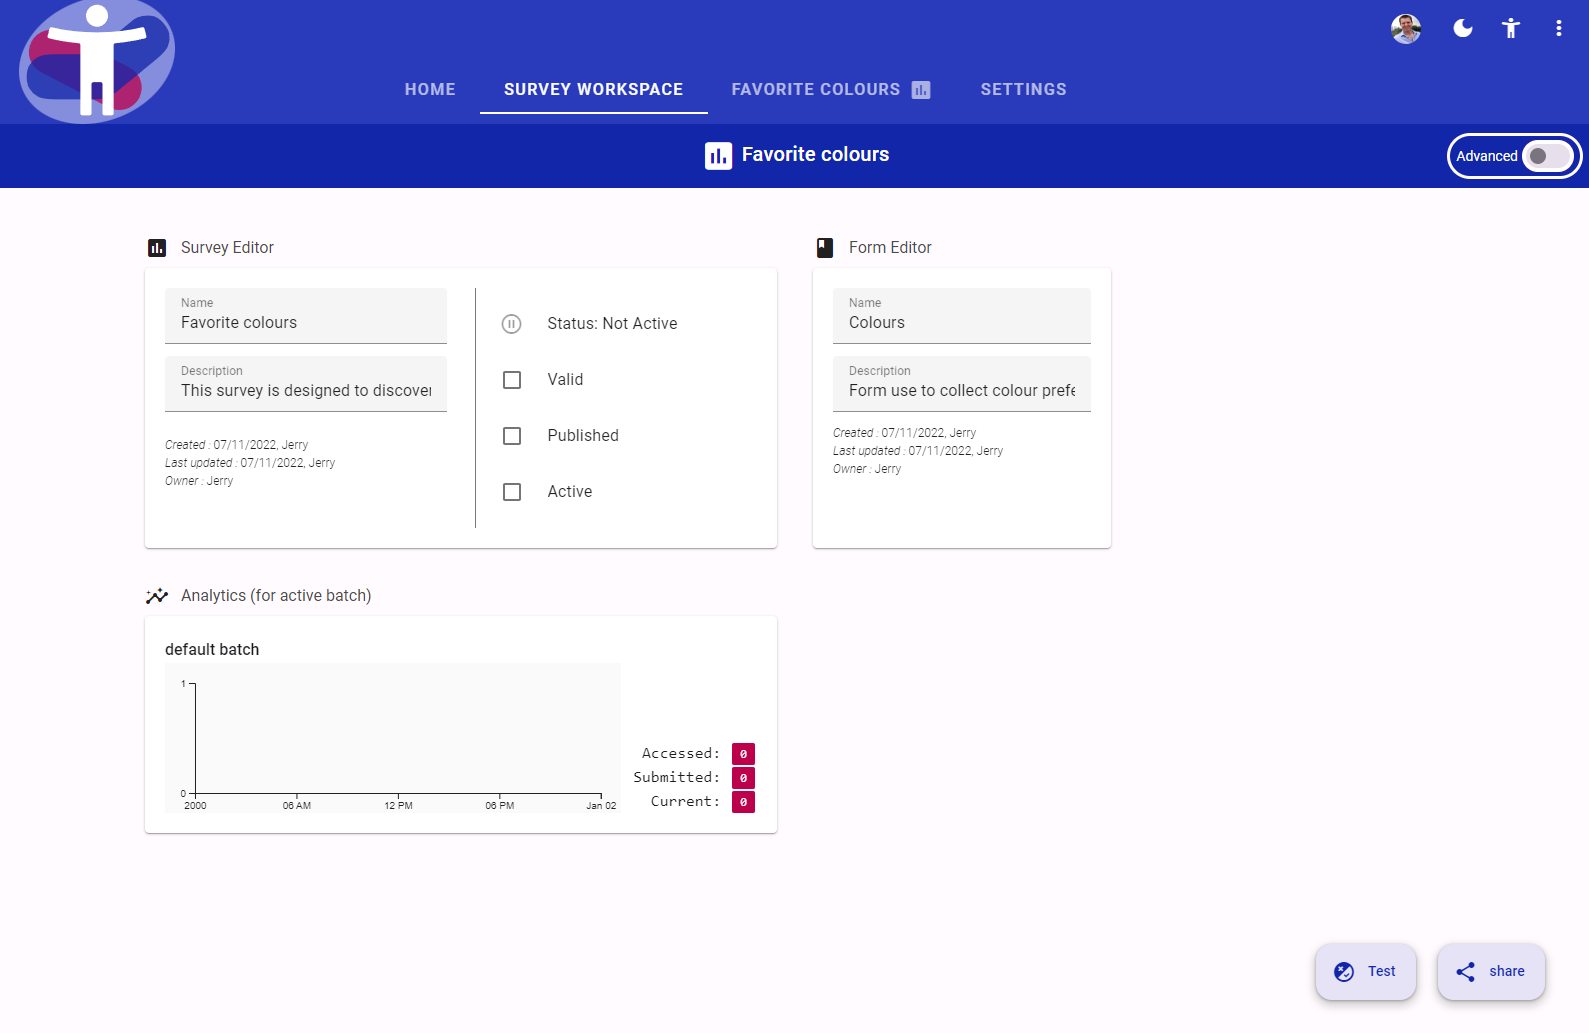 HOME
SURVEY WORKSPACE
FAVORITE COLOURS
SETTINGS
Favorite colours
Advanced
Survey Editor
Name
Favorite colours
Description
This survey is designed to discover
Created : 07/11/2022, Jerry
Last updated : 07/11/2022, Jerry
Owner : Jerry
Status: Not Active
Valid
Published
Active
Form Editor
Name
Colours
Description
Form use to collect colour prefe
Created : 07/11/2022, Jerry
Last updated : 07/11/2022, Jerry
Owner : Jerry
Analytics (for active batch)
default batch
1
0
2000
06 AM
12 PM
06 PM
Jan 02
Accessed: 0
Submitted: 0
Current: 0
Test
share